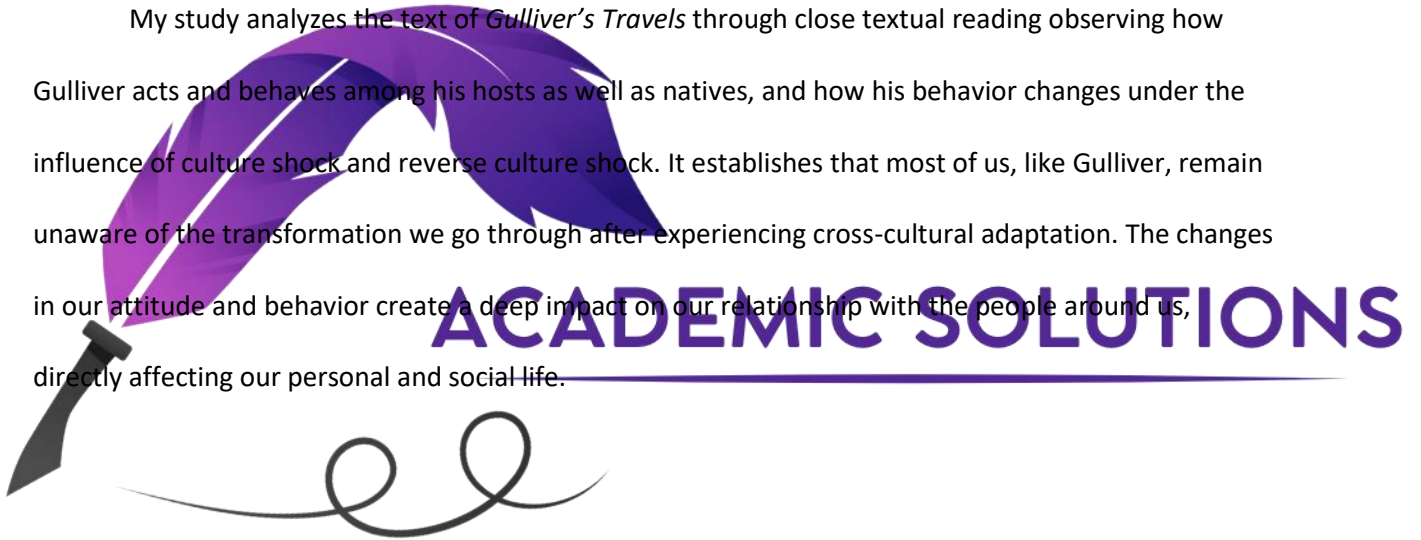 My study analyzes the text of Gulliver’s Travels through close textual reading observing how
Gulliver acts and behaves among his hosts as well as natives, and how his behavior changes under the
influence of culture shock and reverse culture shock. It establishes that most of us, like Gulliver, remain
unaware of the transformation we go through after experiencing cross-cultural adaptation. The changes
in our attitude and behavior create a deep impact on our relationship with the people around us,
ACADEMIC SOLUTIONS
directly affecting our personal and social life.